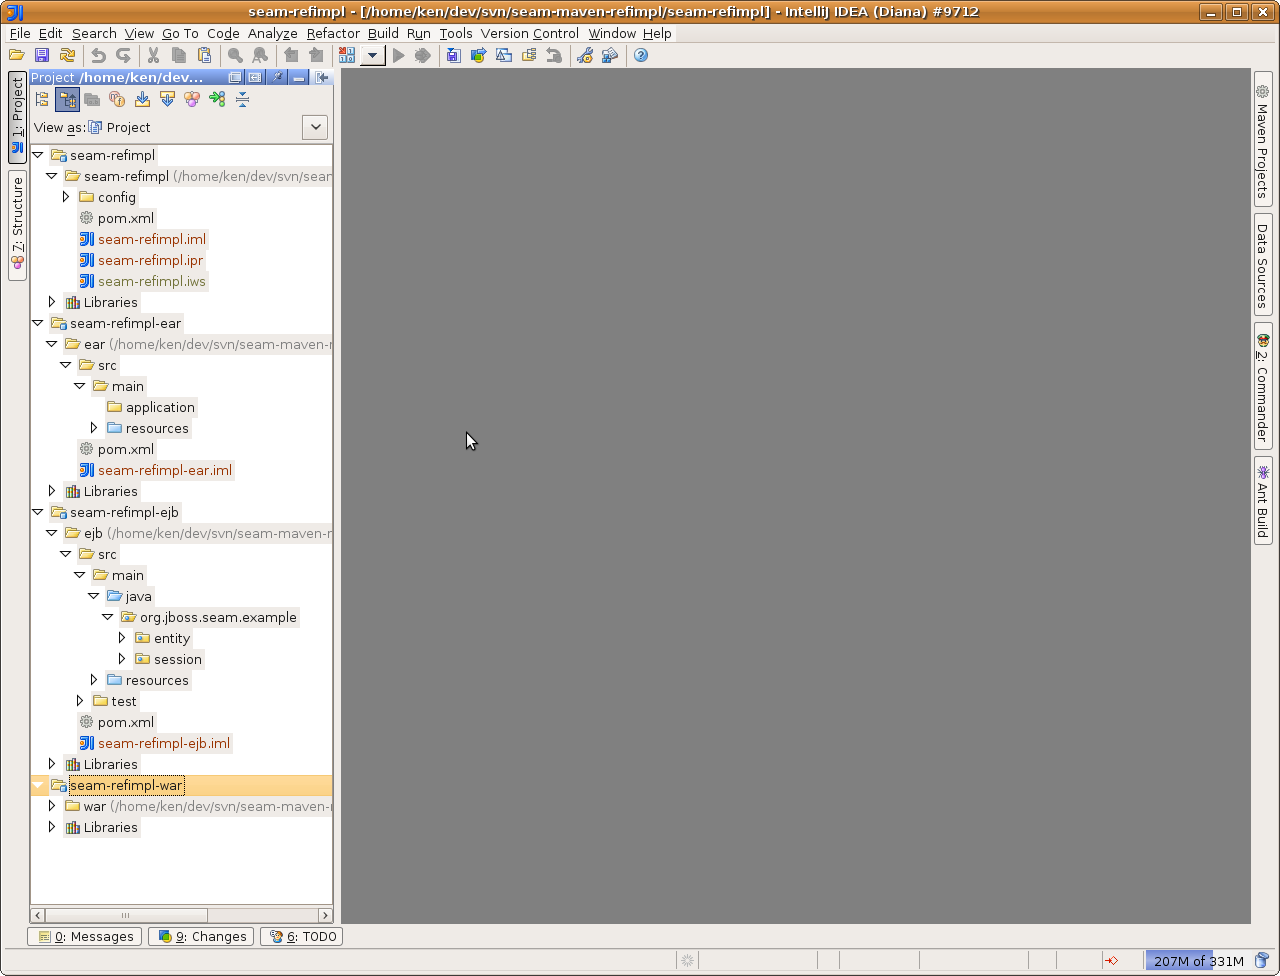 seam-refimpl - [/home/ken/dev/svn/seam-maven-refimpl/seam-refimpl] - IntelliJ IDEA (Diana) #9712
File Edit Search View Go To Code Analyze Refactor Build Run Tools Version Control Window Help
Project /home/ken/dev...
View as: Project
1: Project
7: Structure
seam-refimpl
seam-refimpl (/home/ken/dev/svn/sear
config
pom.xml
seam-refimpl.iml
seam-refimpl.ipr
seam-refimpl.iws
Libraries
seam-refimpl-ear
ear (/home/ken/dev/svn/seam-maven-r
src
main
application
resources
pom.xml
seam-refimpl-ear.iml
Libraries
seam-refimpl-ejb
ejb (/home/ken/dev/svn/seam-maven-r
src
main
java
org.jboss.seam.example
entity
session
resources
test
pom.xml
seam-refimpl-ejb.iml
Libraries
seam-refimpl-war
war (/home/ken/dev/svn/seam-maven-r
Libraries
Maven Projects
Data Sources
2: Commander
Ant Build
0: Messages 9: Changes 6: TODO
207M of 331M